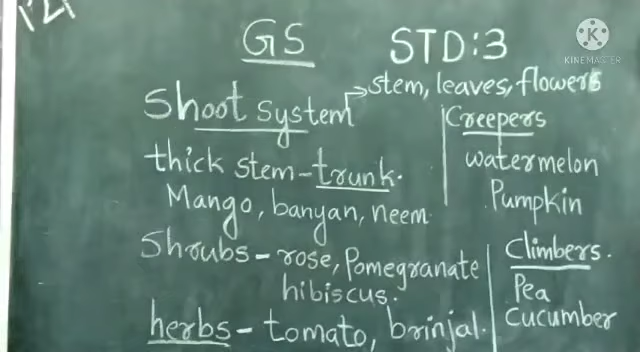 GS STD:3
Shoot system → stem, leaves, flowers
thick stem - trunk.
Mango, banyan, neem
Shrubs - rose, Pomegranate
hibiscus.
herbs - tomato, brinjal.
Creepers
watermelon
Pumpkin
Climbers.
Pea
Cucumber
K
KINEMASTER